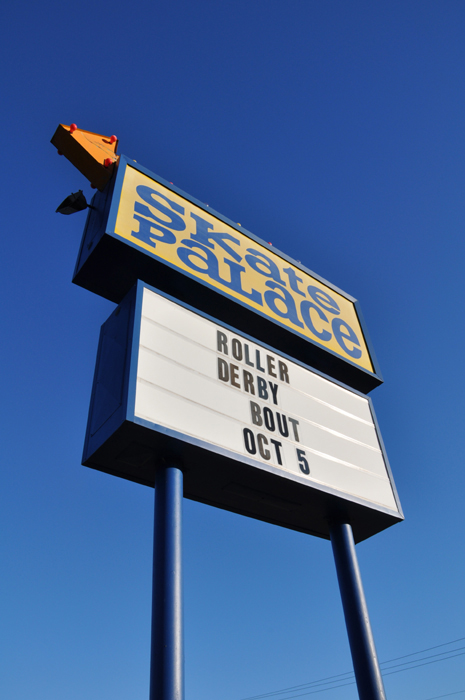 Skate
Palace
ROLLER
DERBY
BOUT
OCT 5